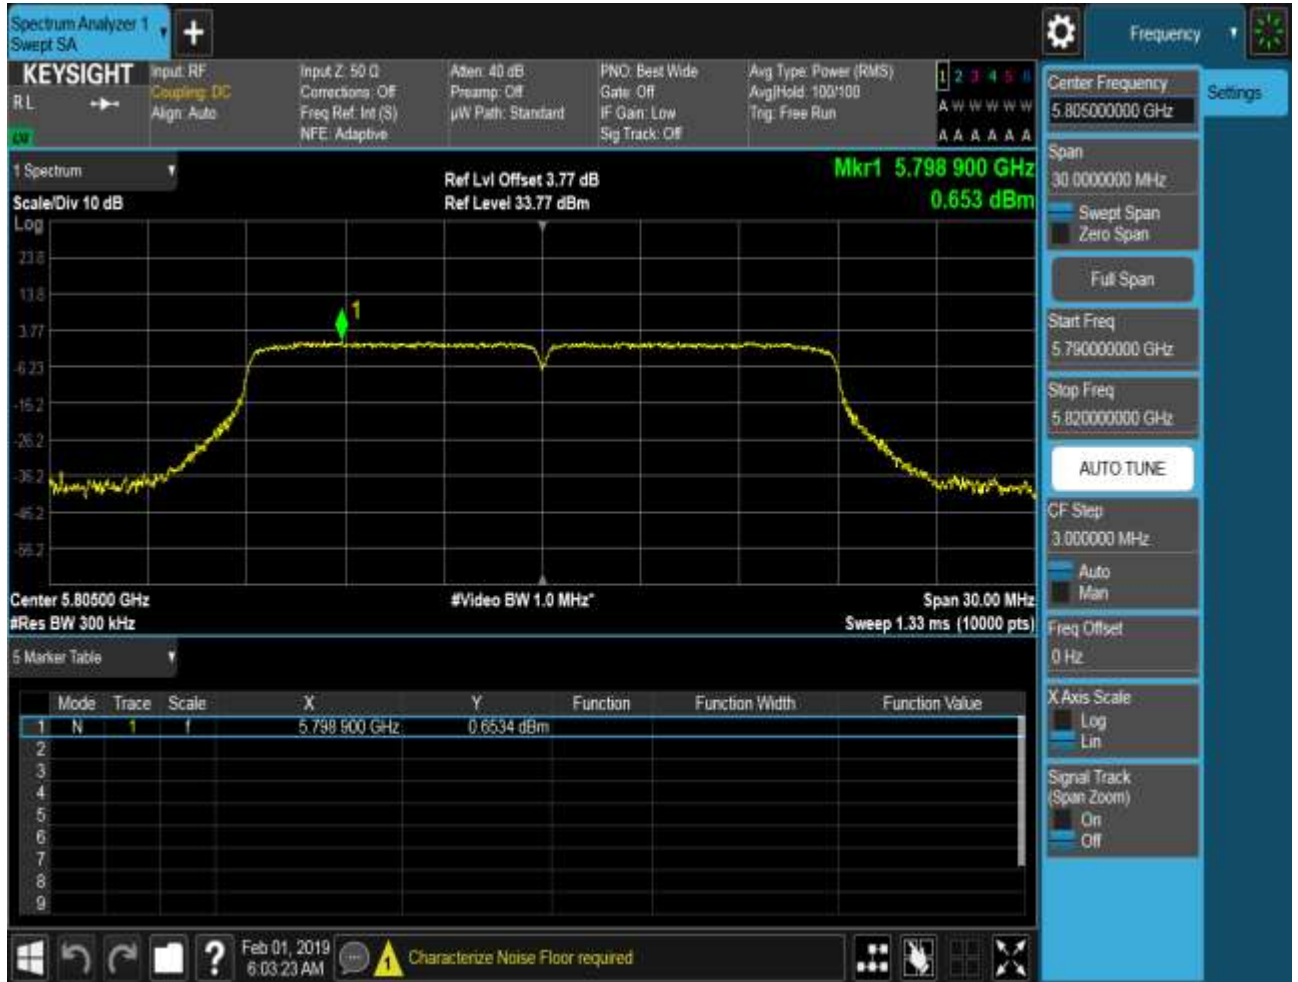 Spectrum Analyzer 1
Swept SA
+
Frequency
KEYSIGHT
R L
Input: RF
Coupling: DC
Align: Auto
Input Z: 50 Ω
Corrections: Off
Freq Ref: Int (S)
NFE: Adaptive
Atten: 40 dB
Preamp: Off
µW Path: Standard
PNO: Best Wide
Gate: Off
IF Gain: Low
Sig Track: Off
Avg Type: Power (RMS)
Avg|Hold: 100/100
Trig: Free Run
1 2 3 4 5 6
A W W W W W
A A A A A A
1 Spectrum
Scale/Div 10 dB
Ref Lvl Offset 3.77 dB
Ref Level 33.77 dBm
Mkr1 5.798 900 GHz
0.653 dBm
Log
23.8
13.8
3.77
-6.23
-16.2
-26.2
-36.2
-46.2
-56.2
1
Center 5.80500 GHz
#Res BW 300 kHz
#Video BW 1.0 MHz*
Span 30.00 MHz
Sweep 1.33 ms (10000 pts)
5 Marker Table
Mode Trace Scale X Y Function Function Width Function Value
1 N 1 f 5.798 900 GHz 0.6534 dBm
2
3
4
5
6
7
8
9
Feb 01, 2019
6:03:23 AM
1
Characterize Noise Floor required
Settings
Center Frequency
5.805000000 GHz
Span
30.0000000 MHz
Swept Span
Zero Span
Full Span
Start Freq
5.790000000 GHz
Stop Freq
5.820000000 GHz
AUTO TUNE
CF Step
3.000000 MHz
Auto
Man
Freq Offset
0 Hz
X Axis Scale
Log
Lin
Signal Track
(Span Zoom)
On
Off